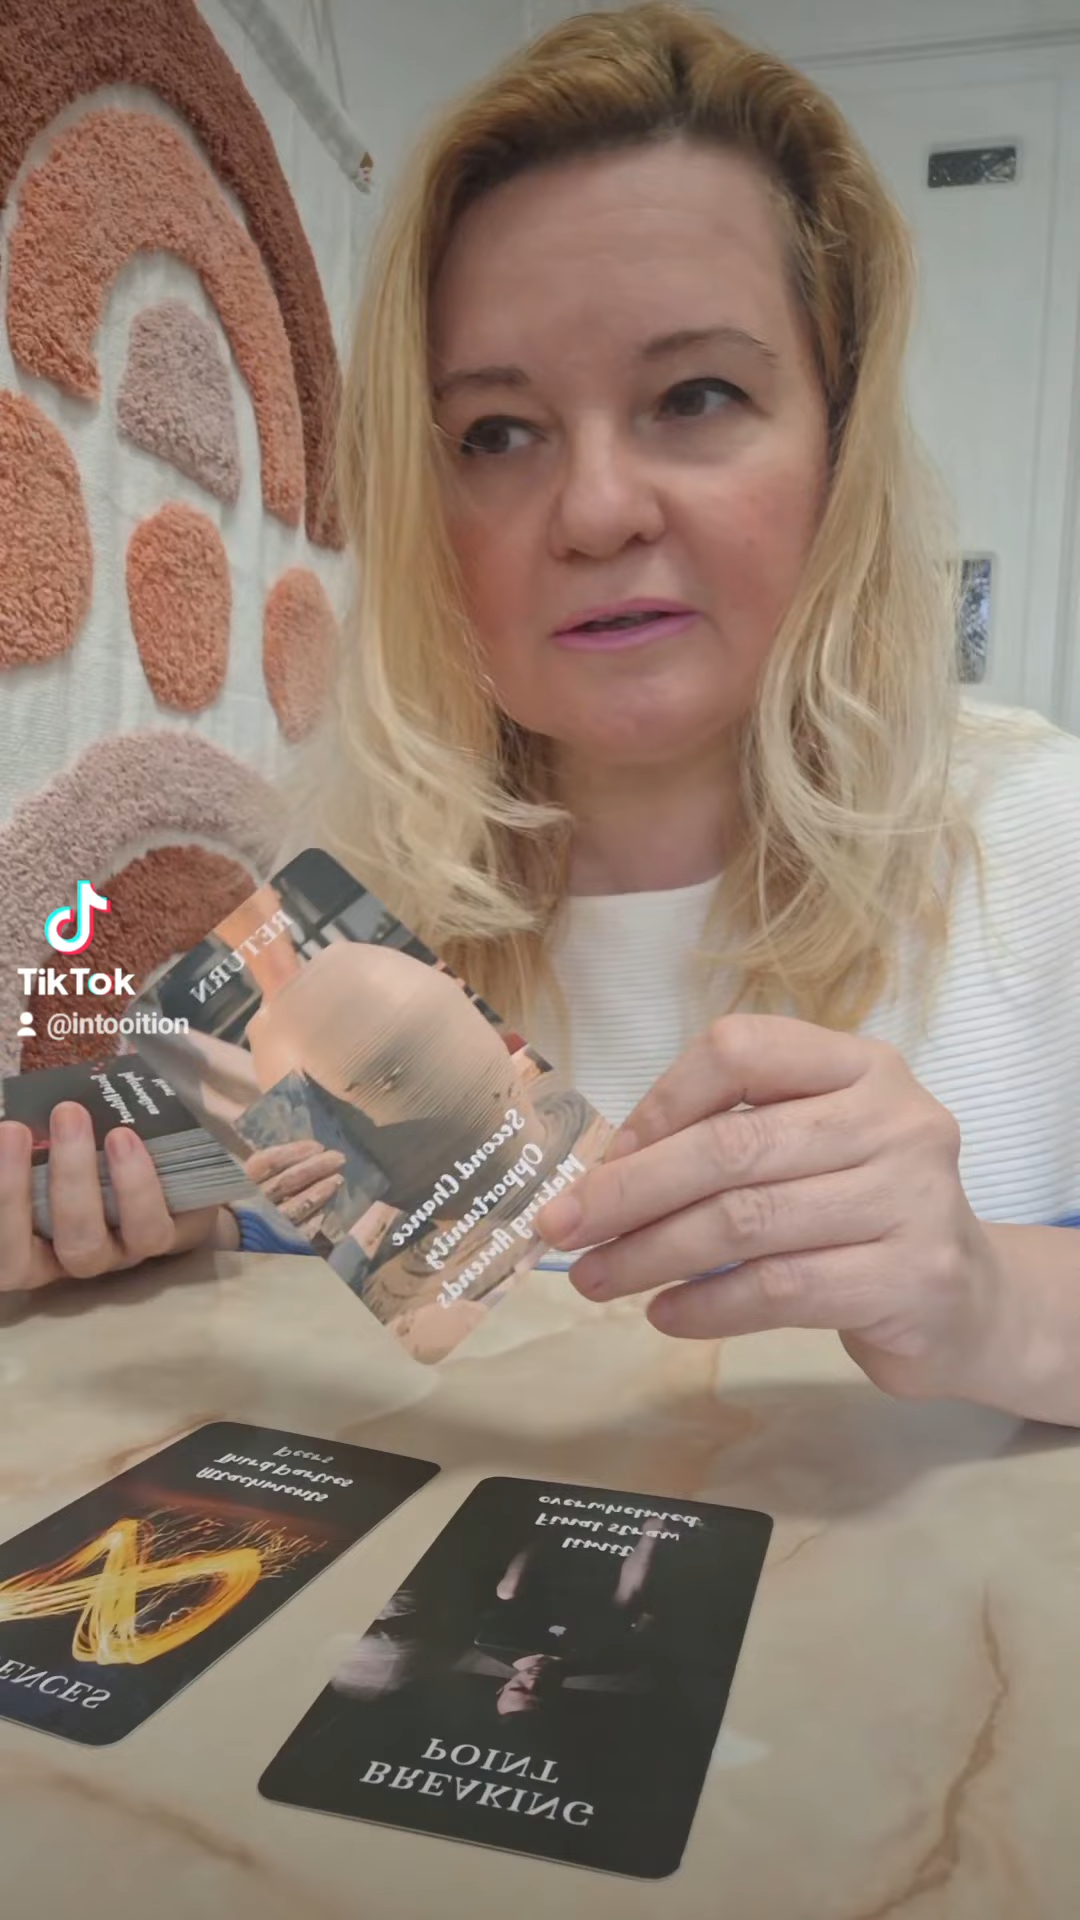 RETURN
Second Chance
Opportunity
Making Amends
TikTok
@intooition
Attachments
Third Parties
Peers
ENCES
limit
Final straw
overwhelmed
BREAKING
POINT